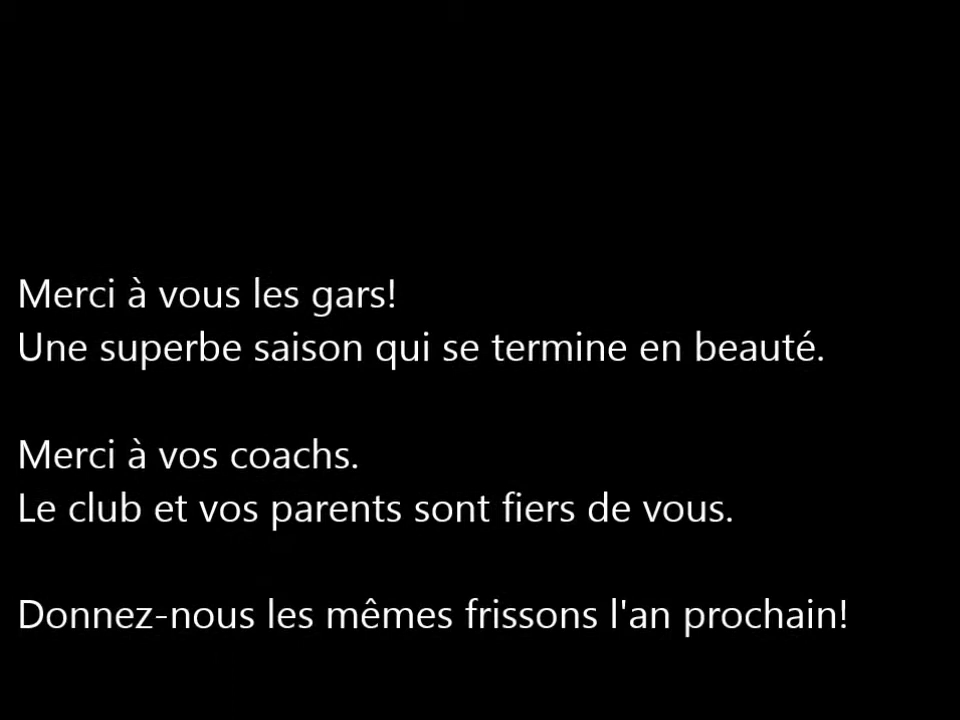 Merci à vous les gars!
Une superbe saison qui se termine en beauté.
Merci à vos coachs.
Le club et vos parents sont fiers de vous.
Donnez-nous les mêmes frissons l'an prochain!